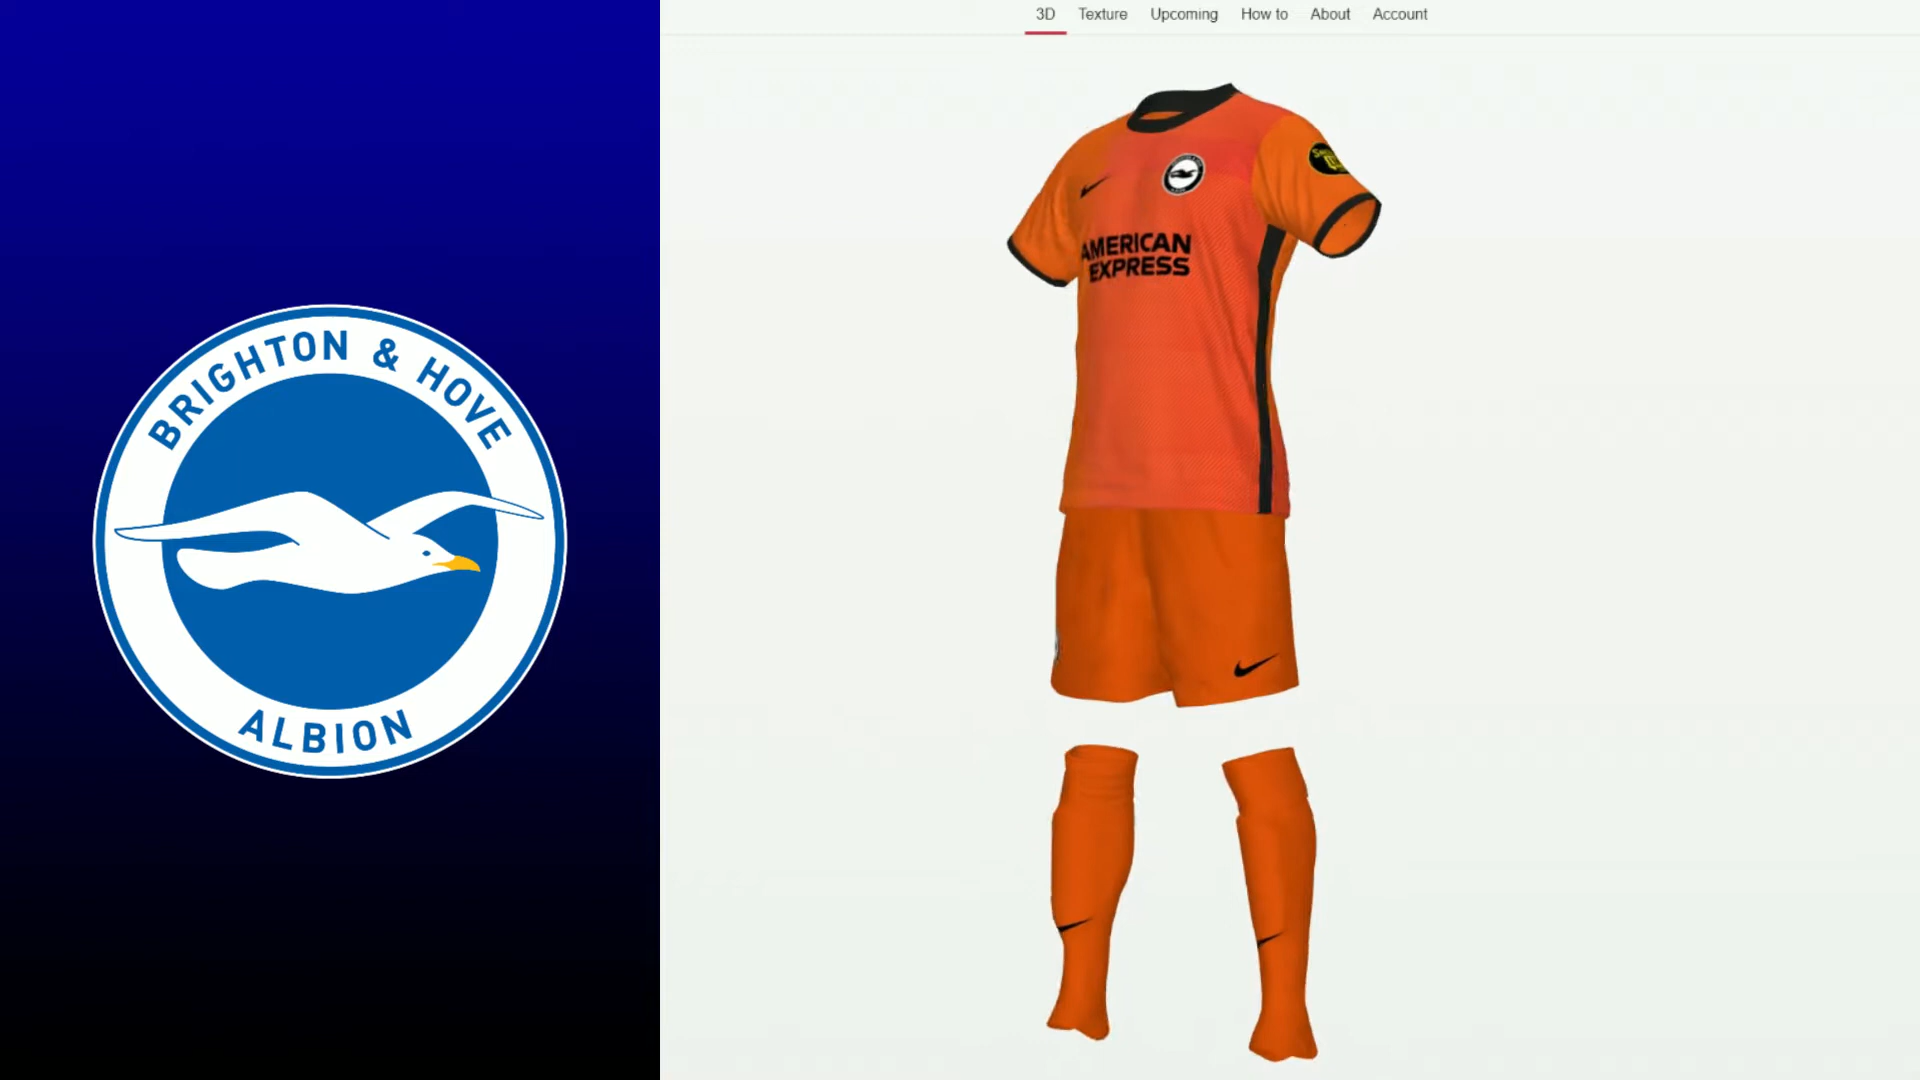 3D Texture Upcoming How to About Account
BRIGHTON & HOVE
ALBION
AMERICAN
EXPRESS